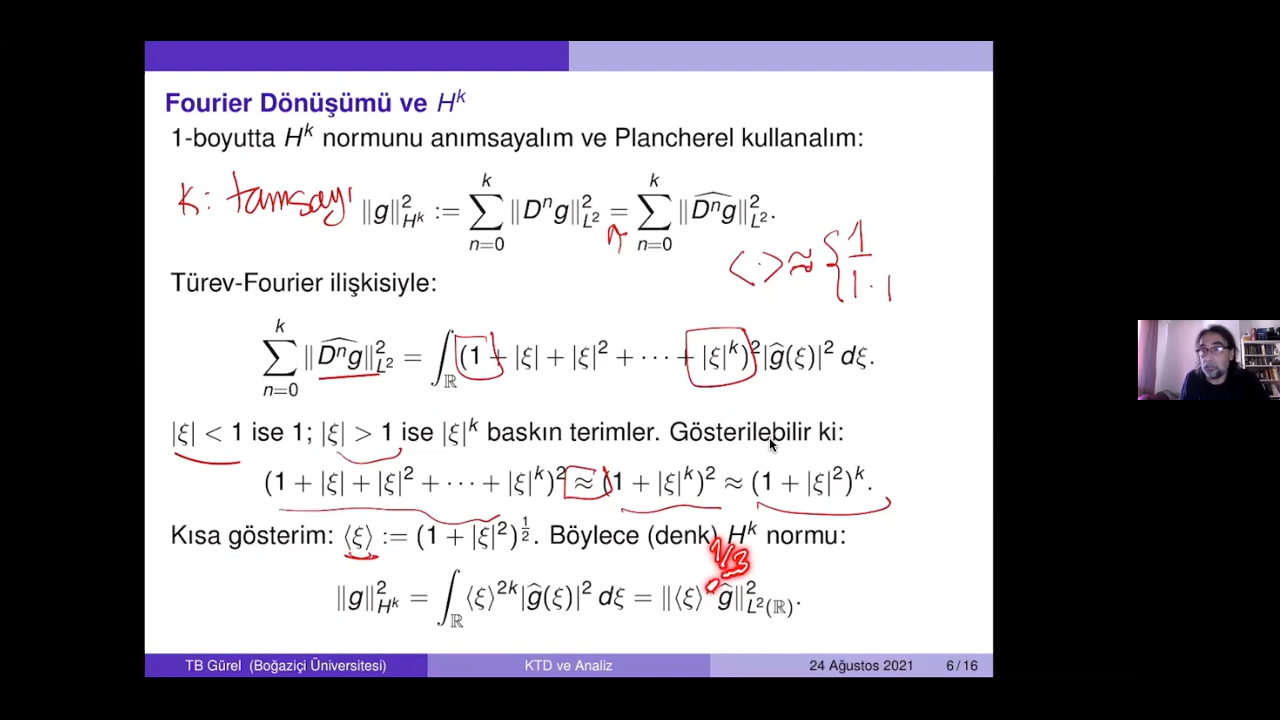 Fourier Dönüşümü ve H^k
1-boyutta H^k normunu anımsayalım ve Plancherel kullanalım:
k: tamsayı
‖g‖²_{H^k} := ∑_{n=0}^{k} ‖D^n g‖²_{L²} = ∑_{n=0}^{k} ‖\widehat{D^n g}‖²_{L²}.
⟨·⟩ ≈ { 1
|·|
Türev-Fourier ilişkisiyle:
∑_{n=0}^{k} ‖\widehat{D^n g}‖²_{L²} = ∫_ℝ (1 + |ξ| + |ξ|² + ··· + |ξ|^k)² |ĝ(ξ)|² dξ.
|ξ| < 1 ise 1; |ξ| > 1 ise |ξ|^k baskın terimler. Gösterilebilir ki:
(1 + |ξ| + |ξ|² + ··· + |ξ|^k)² ≈ (1 + |ξ|^k)² ≈ (1 + |ξ|²)^k.
Kısa gösterim: ⟨ξ⟩ := (1 + |ξ|²)^{1/2}. Böylece (denk) H^k normu:
1/3
‖g‖²_{H^k} = ∫_ℝ ⟨ξ⟩^{2k} |ĝ(ξ)|² dξ = ‖⟨ξ⟩ ĝ‖²_{L²(ℝ)}.
TB Gürel (Boğaziçi Üniversitesi) KTD ve Analiz 24 Ağustos 2021 6 / 16